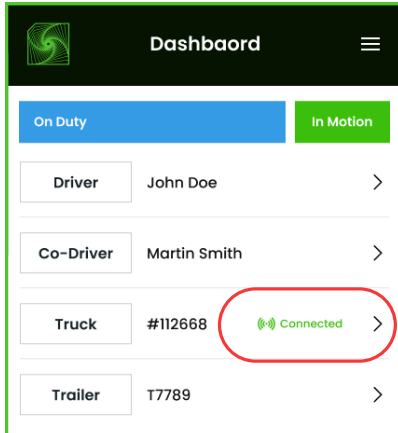 Dashbaord
On Duty
In Motion
Driver John Doe
Co-Driver Martin Smith
Truck #112668 Connected
Trailer T7789